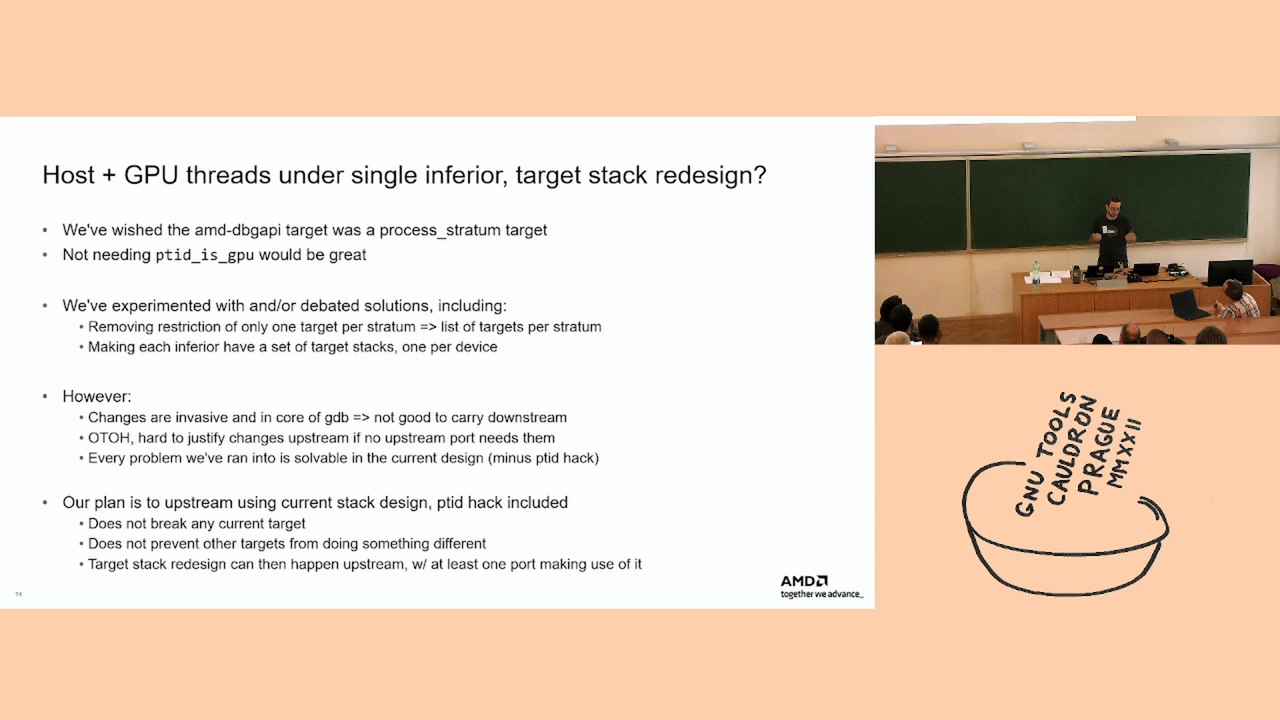 Host + GPU threads under single inferior, target stack redesign?
• We've wished the amd-dbgapi target was a process_stratum target
• Not needing ptid_is_gpu would be great
• We've experimented with and/or debated solutions, including:
• Removing restriction of only one target per stratum => list of targets per stratum
• Making each inferior have a set of target stacks, one per device
• However:
• Changes are invasive and in core of gdb => not good to carry downstream
• OTOH, hard to justify changes upstream if no upstream port needs them
• Every problem we've ran into is solvable in the current design (minus ptid hack)
• Our plan is to upstream using current stack design, ptid hack included
• Does not break any current target
• Does not prevent other targets from doing something different
• Target stack redesign can then happen upstream, w/ at least one port making use of it
14
AMD
together we advance_
GNU TOOLS
CAULDRON
PRAGUE
MMXXII